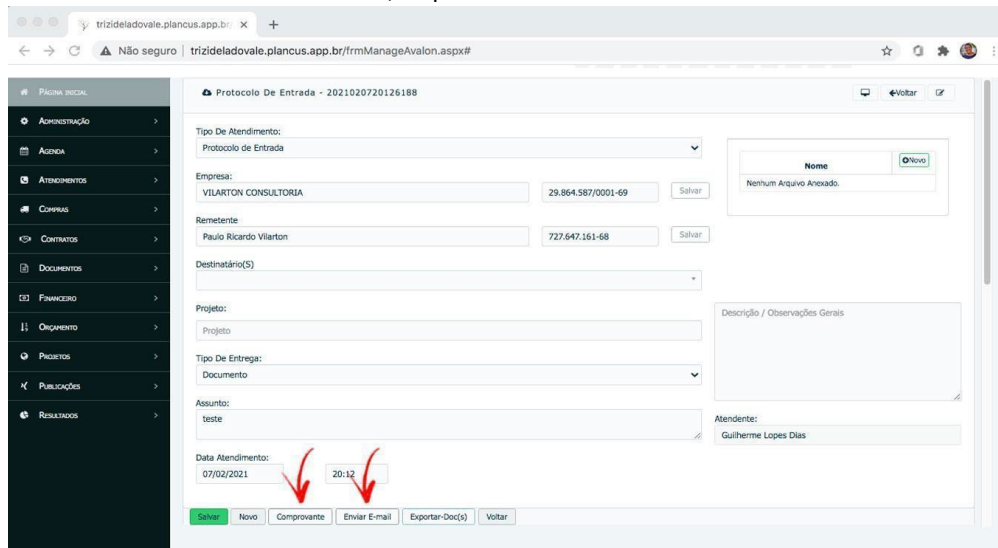 trizideladovale.plancus.app.br/
Não seguro | trizideladovale.plancus.app.br/frmManageAvalon.aspx#
Página inicial
Administração
Agenda
Atendimentos
Compras
Contratos
Documentos
Financeiro
Orçamento
Projetos
Publicações
Resultados
Protocolo De Entrada - 2021020720126188
Voltar
Tipo De Atendimento:
Protocolo de Entrada
Empresa:
VILARTON CONSULTORIA 29.864.587/0001-69 Salvar
Remetente
Paulo Ricardo Vilarton 727.647.161-68 Salvar
Destinatário(S)
Projeto:
Projeto
Tipo De Entrega:
Documento
Assunto:
teste
Data Atendimento:
07/02/2021 20:12
Nome Novo
Nenhum Arquivo Anexado.
Descrição / Observações Gerais
Atendente:
Guilherme Lopes Dias
Salvar Novo Comprovante Enviar E-mail Exportar-Doc(s) Voltar